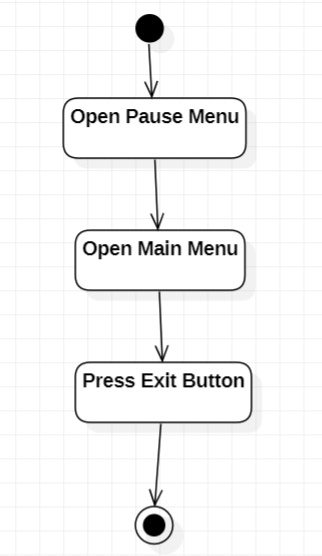 Open Pause Menu
Open Main Menu
Press Exit Button